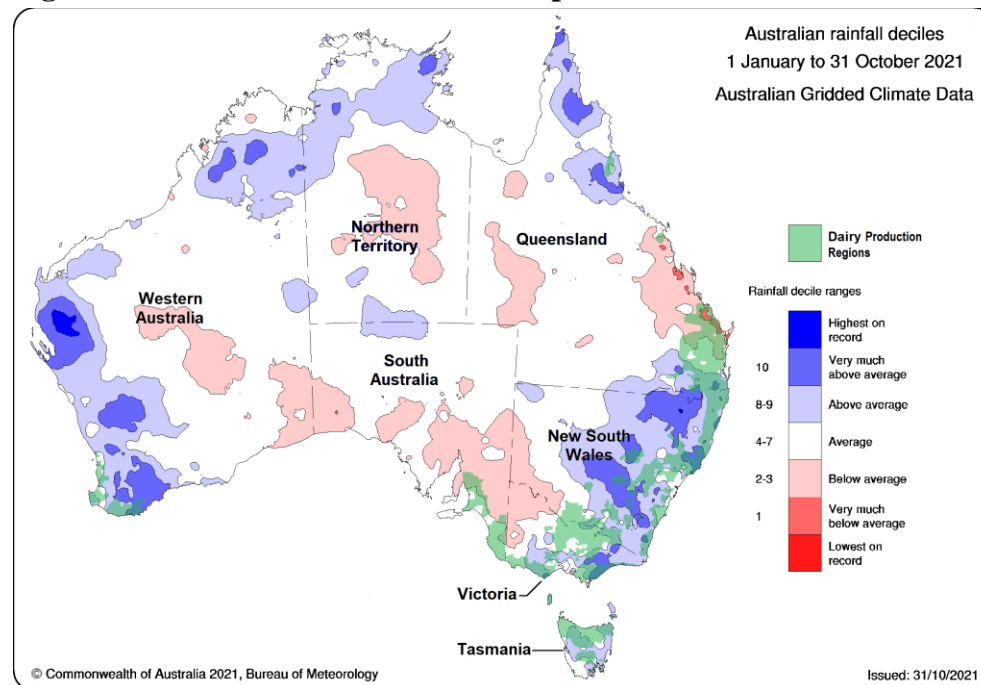 Australian rainfall deciles
1 January to 31 October 2021
Australian Gridded Climate Data
Northern
Territory
Queensland
Western
Australia
South
Australia
New South
Wales
Victoria
Tasmania
Dairy Production
Regions
Rainfall decile ranges
Highest on
record
10
Very much
above average
8-9
Above average
4-7
Average
2-3
Below average
1
Very much
below average
Lowest on
record
© Commonwealth of Australia 2021, Bureau of Meteorology
Issued: 31/10/2021